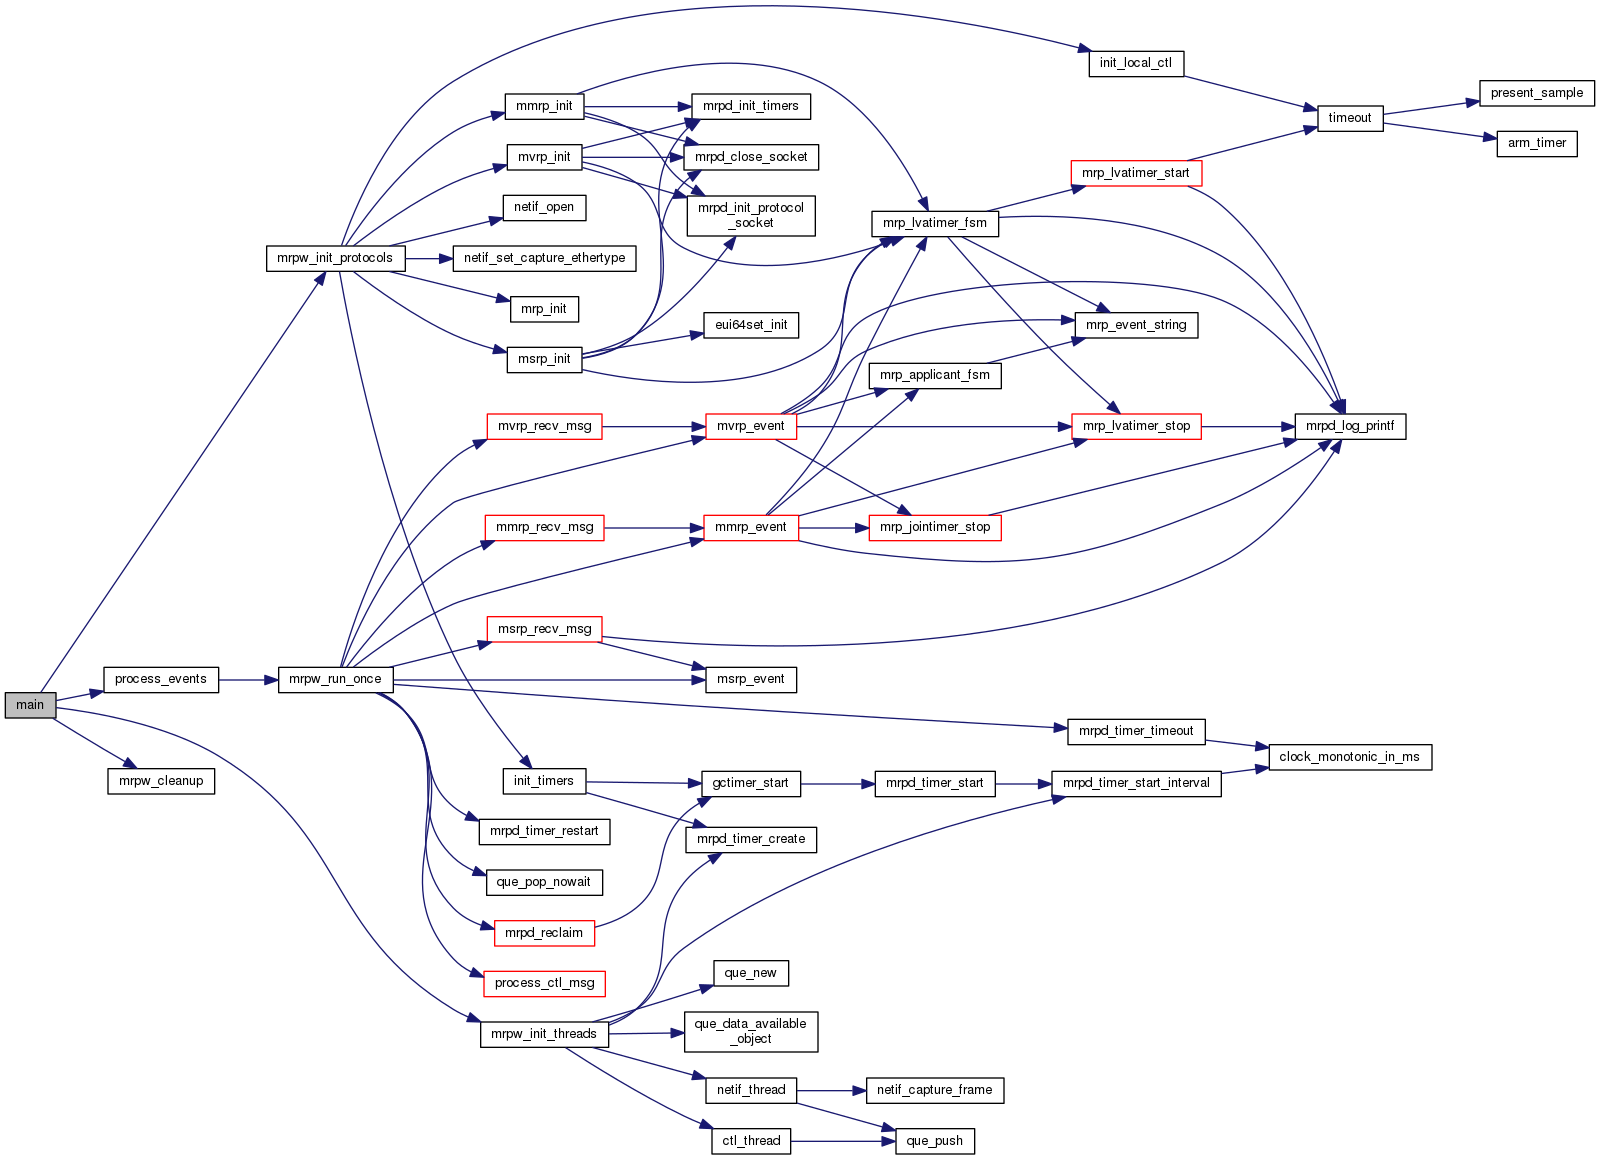 main
process_events
mrpw_cleanup
mrpw_init_protocols
mrpw_run_once
mmrp_init
mvrp_init
netif_open
netif_set_capture_ethertype
mrp_init
msrp_init
mvrp_recv_msg
mmrp_recv_msg
msrp_recv_msg
init_timers
mrpd_timer_restart
que_pop_nowait
mrpd_reclaim
process_ctl_msg
mrpw_init_threads
mrpd_init_timers
mrpd_close_socket
mrpd_init_protocol
_socket
eui64set_init
mvrp_event
mmrp_event
msrp_event
gctimer_start
mrpd_timer_create
que_new
que_data_available
_object
netif_thread
ctl_thread
mrp_lvatimer_fsm
mrp_applicant_fsm
mrp_jointimer_stop
mrpd_timer_start
netif_capture_frame
que_push
init_local_ctl
mrp_lvatimer_start
mrp_event_string
mrp_lvatimer_stop
mrpd_timer_timeout
mrpd_timer_start_interval
timeout
mrpd_log_printf
clock_monotonic_in_ms
present_sample
arm_timer